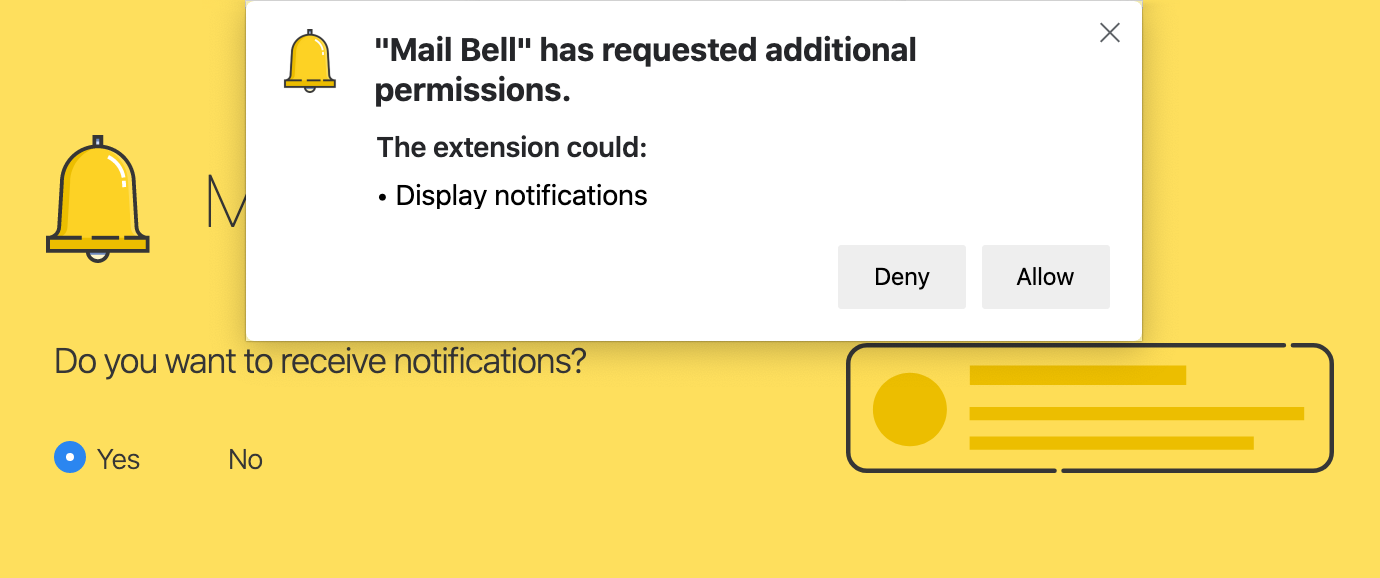 "Mail Bell" has requested additional
permissions.
The extension could:
• Display notifications
Deny Allow
M
Do you want to receive notifications?
Yes No